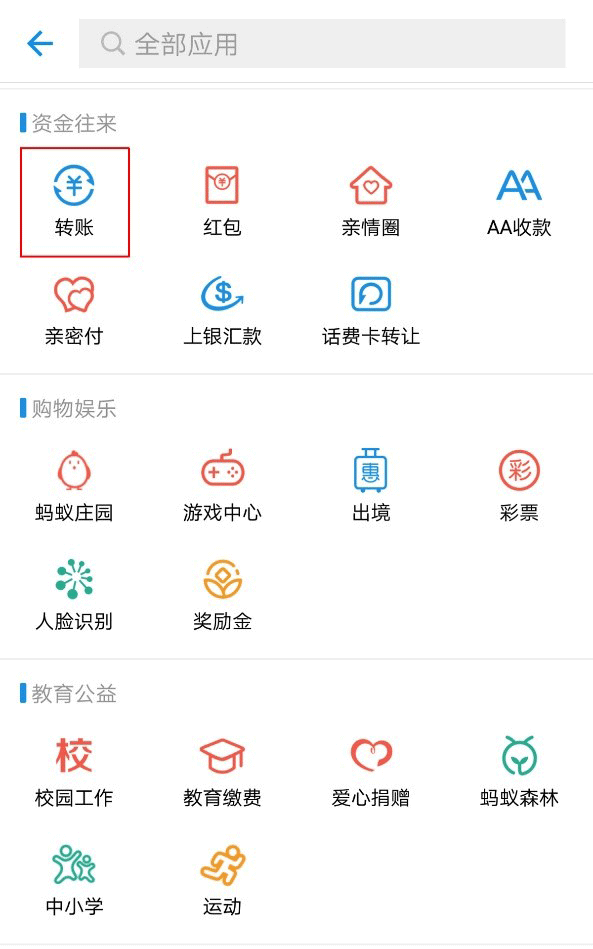 全部应用
资金往来
转账 红包 亲情圈 AA收款
亲密付 上银汇款 话费卡转让
购物娱乐
惠 彩
蚂蚁庄园 游戏中心 出境 彩票
人脸识别 奖励金
教育公益
校
校园工作 教育缴费 爱心捐赠 蚂蚁森林
中小学 运动